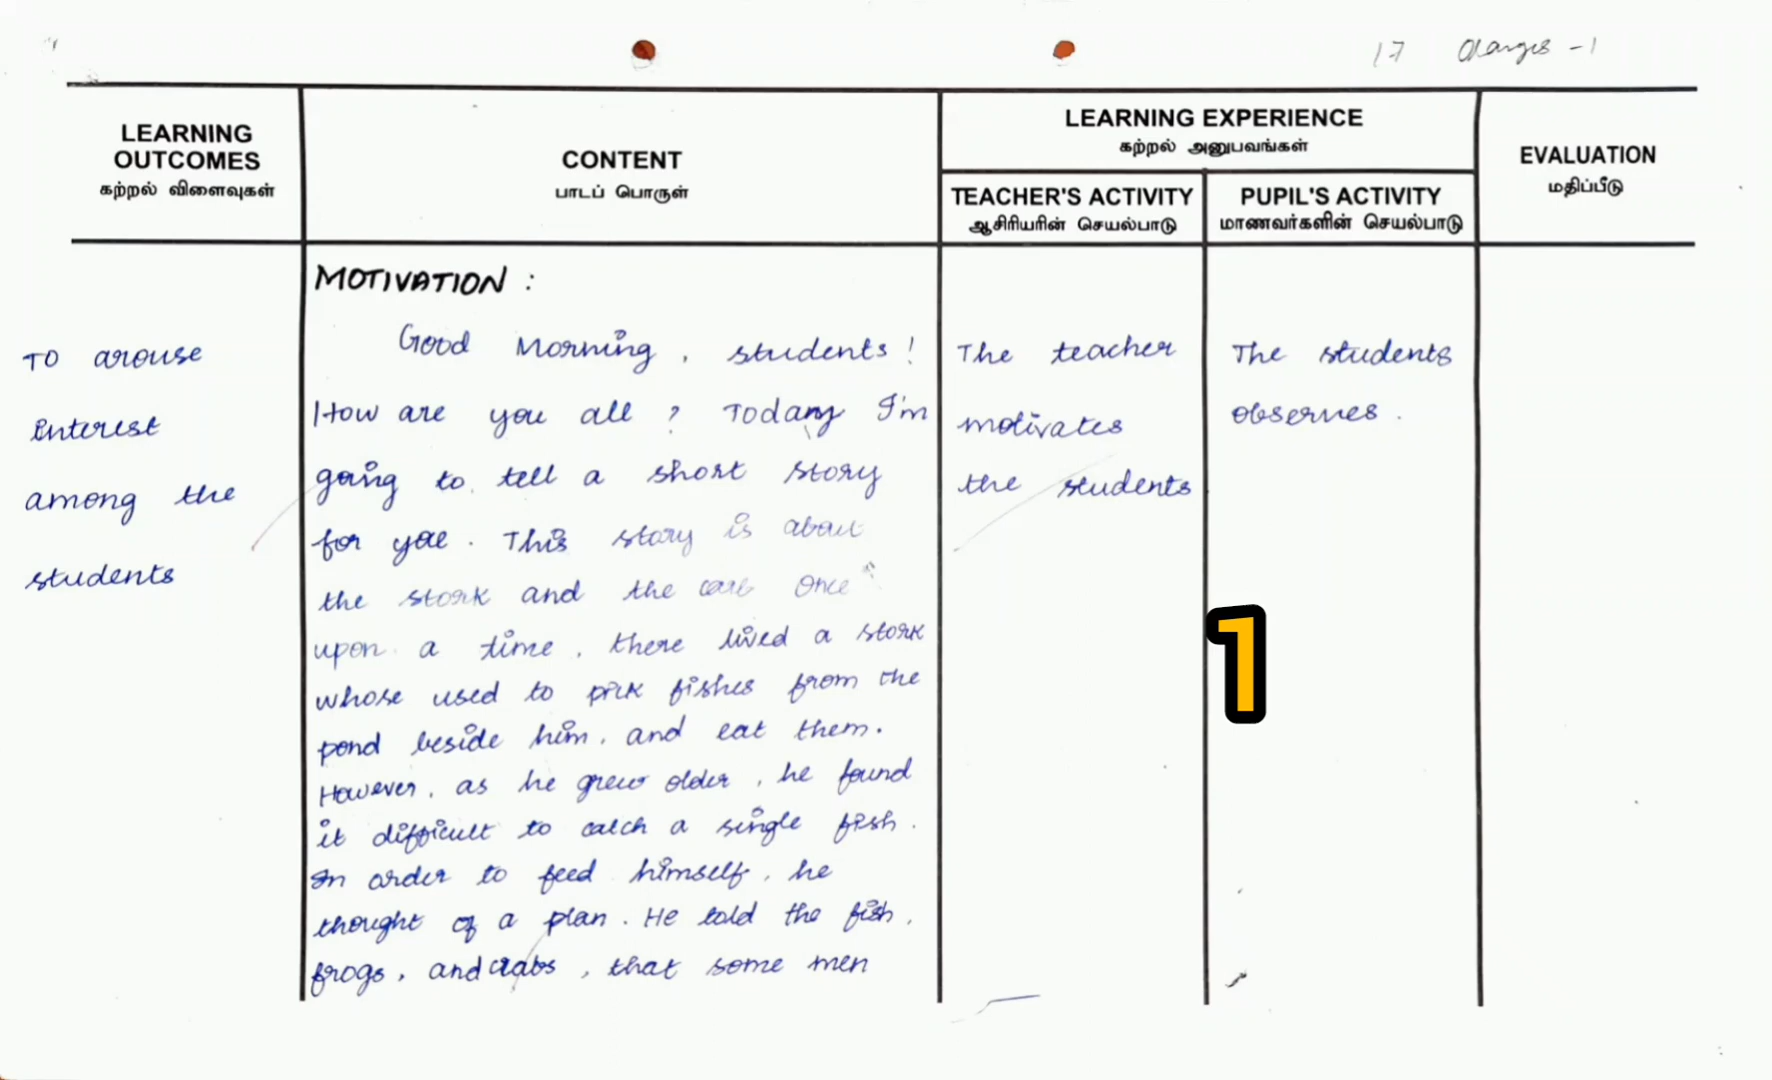 17 Changes - 1
LEARNING OUTCOMES
கற்றல் விளைவுகள்
CONTENT
பாடப் பொருள்
LEARNING EXPERIENCE
கற்றல் அனுபவங்கள்
TEACHER'S ACTIVITY
ஆசிரியரின் செயல்பாடு
PUPIL'S ACTIVITY
மாணவர்களின் செயல்பாடு
EVALUATION
மதிப்பீடு
To arouse
Interest
among the
students
MOTIVATION :
Good Morning, students!
How are you all? Today I'm
going to tell a short story
for you. This story is about
the stork and the Once
upon a time, there lived a stork
whose used to pick fishes from the
pond beside him, and eat them.
However, as he grew older, he found
it difficult to catch a single fish.
In order to feed himself, he
thought of a plan. He told the fish,
frogs, and crabs, that some men
The teacher
motivates
the students
The students
observes.
1